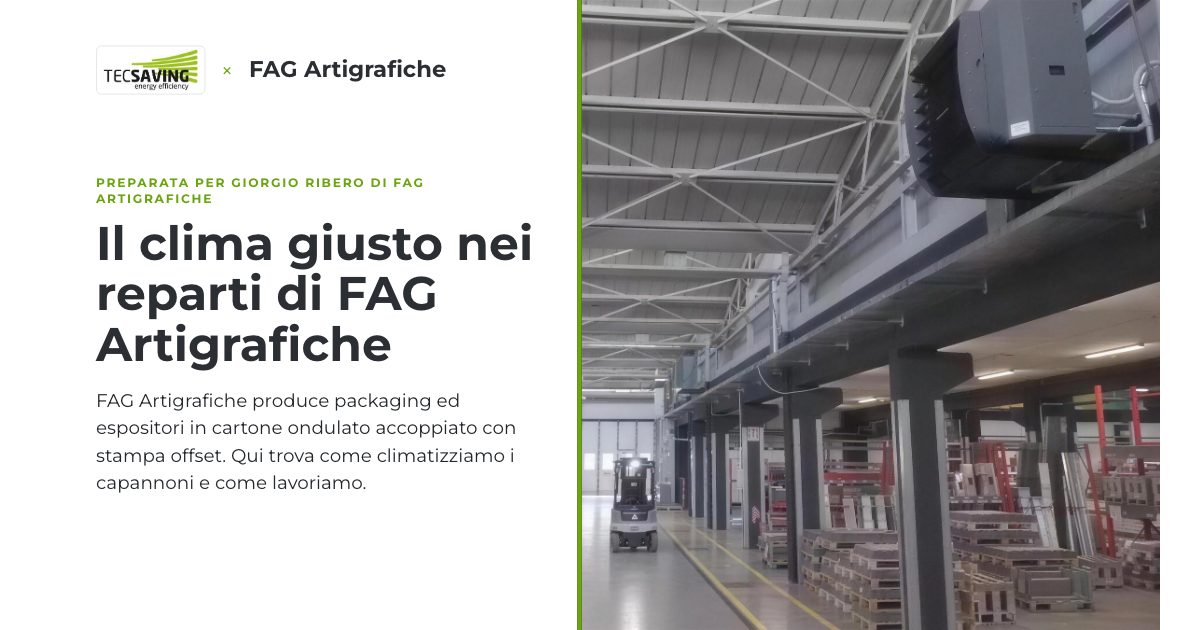 TECSAVING
energy efficiency
× FAG Artigrafiche
PREPARATA PER GIORGIO RIBERO DI FAG
ARTIGRAFICHE
Il clima giusto nei
reparti di FAG
Artigrafiche
FAG Artigrafiche produce packaging ed
espositori in cartone ondulato accoppiato con
stampa offset. Qui trova come climatizziamo i
capannoni e come lavoriamo.